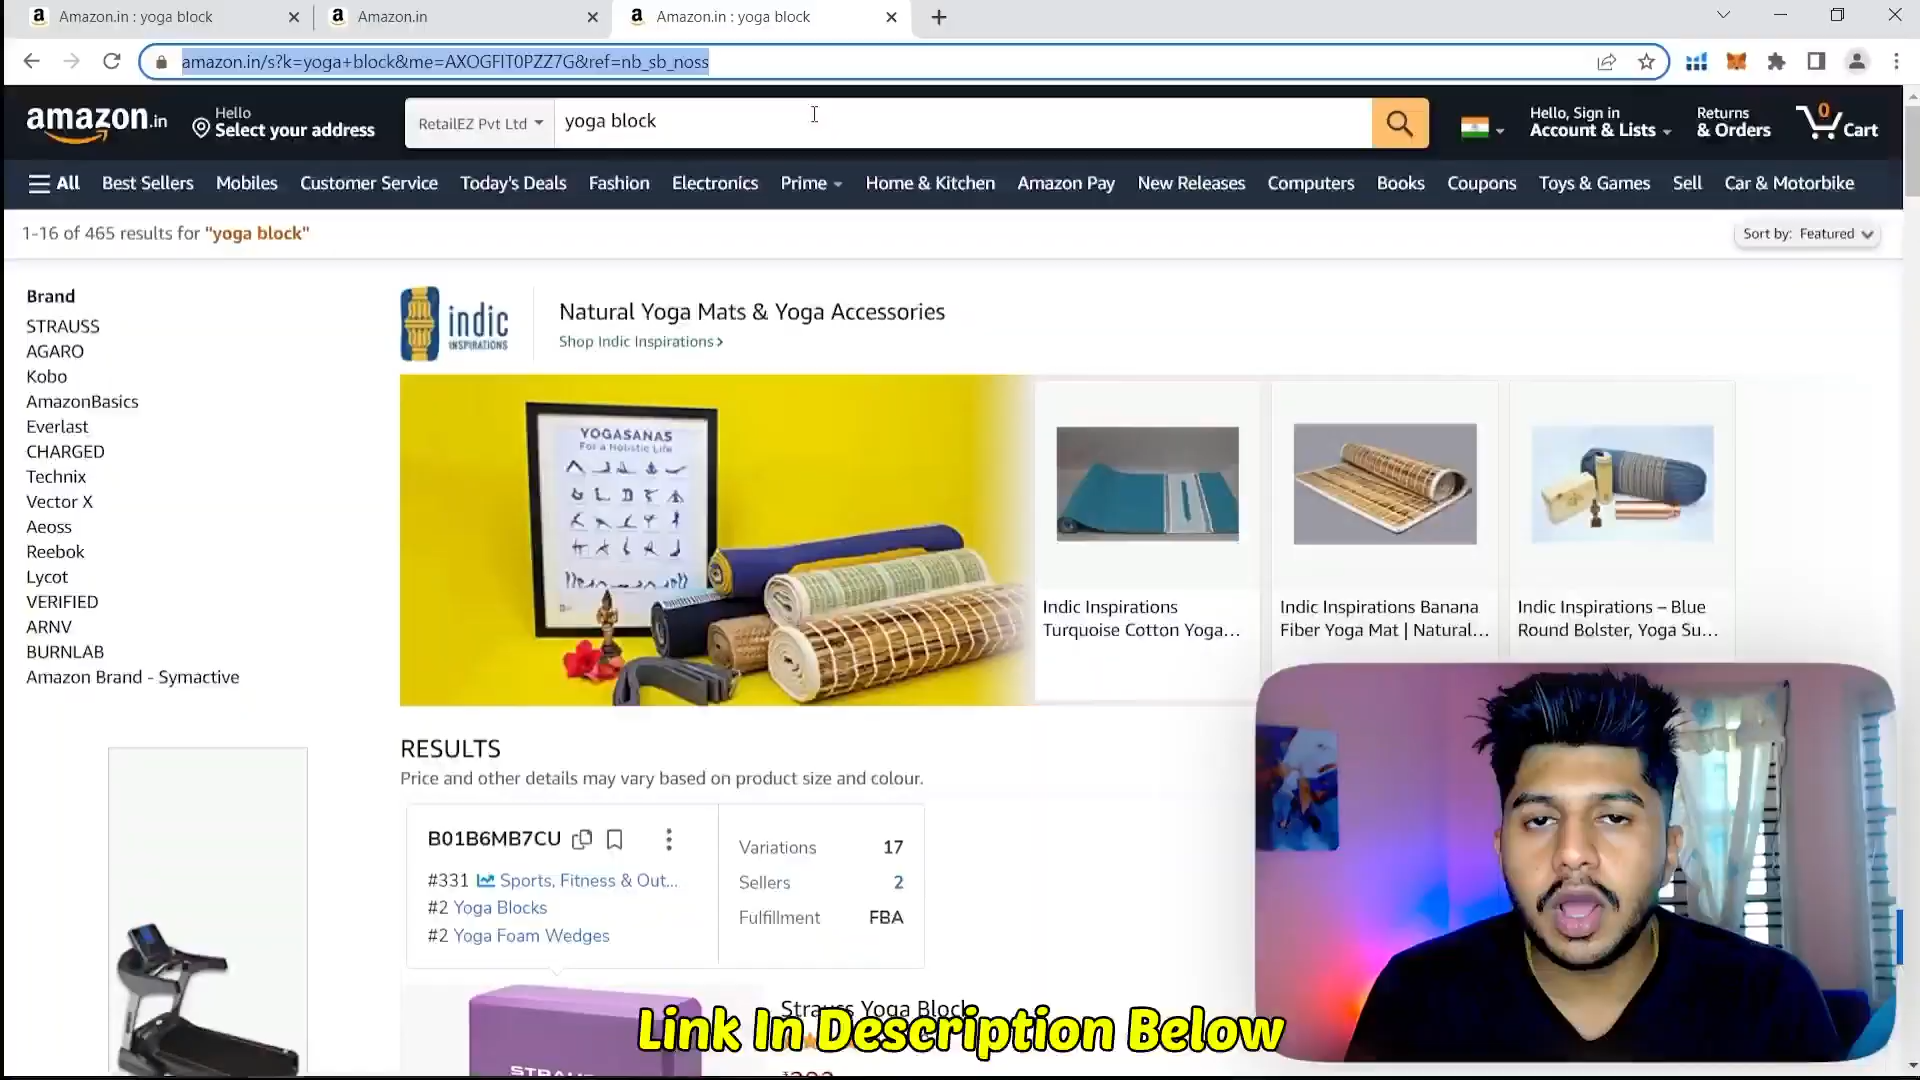 Amazon.in : yoga block
Amazon.in
Amazon.in : yoga block
amazon.in/s?k=yoga+block&me=AXOGFIT0PZZ7G&ref=nb_sb_noss
amazon.in
Hello
Select your address
RetailEZ Pvt Ltd
yoga block
Hello, Sign in
Account & Lists
Returns
& Orders
0
Cart
All
Best Sellers
Mobiles
Customer Service
Today's Deals
Fashion
Electronics
Prime
Home & Kitchen
Amazon Pay
New Releases
Computers
Books
Coupons
Toys & Games
Sell
Car & Motorbike
1-16 of 465 results for "yoga block"
Sort by: Featured
Brand
STRAUSS
AGARO
Kobo
AmazonBasics
Everlast
CHARGED
Technix
Vector X
Aeoss
Reebok
Lycot
VERIFIED
ARNV
BURNLAB
Amazon Brand - Symactive
indic
INSPIRATIONS
Natural Yoga Mats & Yoga Accessories
Shop Indic Inspirations
YOGASANAS
For a Holistic Life
Indic Inspirations
Turquoise Cotton Yoga...
Indic Inspirations Banana
Fiber Yoga Mat | Natural...
Indic Inspirations – Blue
Round Bolster, Yoga Su...
RESULTS
Price and other details may vary based on product size and colour.
B01B6MB7CU
#331 Sports, Fitness & Out...
#2 Yoga Blocks
#2 Yoga Foam Wedges
Variations 17
Sellers 2
Fulfillment FBA
Strauss Yoga Block
Link In Description Below